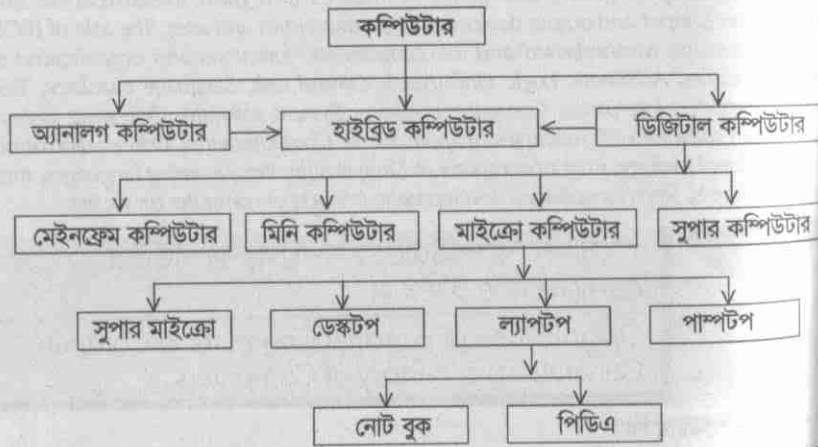 কম্পিউটার
অ্যানালগ কম্পিউটার হাইব্রিড কম্পিউটার ডিজিটাল কম্পিউটার
মেইনফ্রেম কম্পিউটার মিনি কম্পিউটার মাইক্রো কম্পিউটার সুপার কম্পিউটার
সুপার মাইক্রো ডেস্কটপ ল্যাপটপ পাম্পটপ
নোট বুক পিডিএ